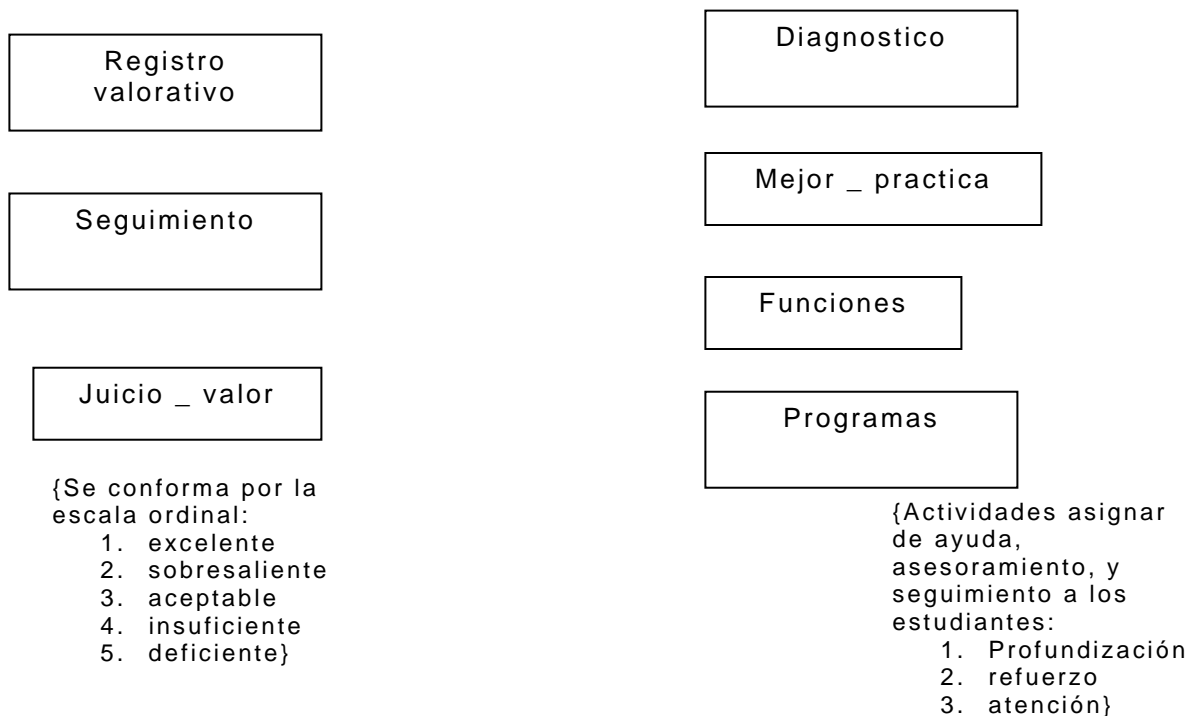 Registro
valorativo
Seguimiento
Juicio _ valor
{Se conforma por la
escala ordinal:
1. excelente
2. sobresaliente
3. aceptable
4. insuficiente
5. deficiente}
Diagnostico
Mejor _ practica
Funciones
Programas
{Actividades asignar
de ayuda,
asesoramiento, y
seguimiento a los
estudiantes:
1. Profundización
2. refuerzo
3. atención}